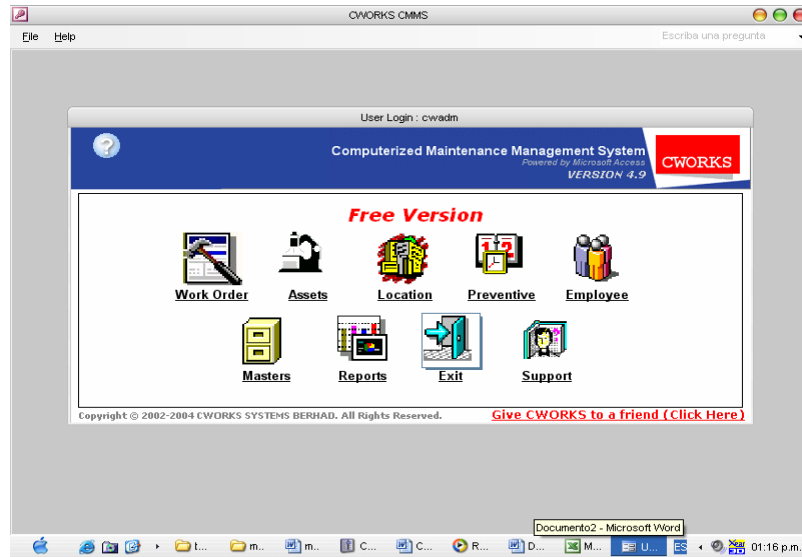 CWORKS CMMS
File Help
Escriba una pregunta
User Login : cwadm
Computerized Maintenance Management System
Powered by Microsoft Access
VERSION 4.9
CWORKS
Free Version
Work Order Assets Location Preventive Employee
12
Masters Reports Exit Support
Copyright © 2002-2004 CWORKS SYSTEMS BERHAD. All Rights Reserved.
Give CWORKS to a friend (Click Here)
Documento2 - Microsoft Word
t... m.. m.. C... C... R... D... M... U... ES 01:16 p.m.